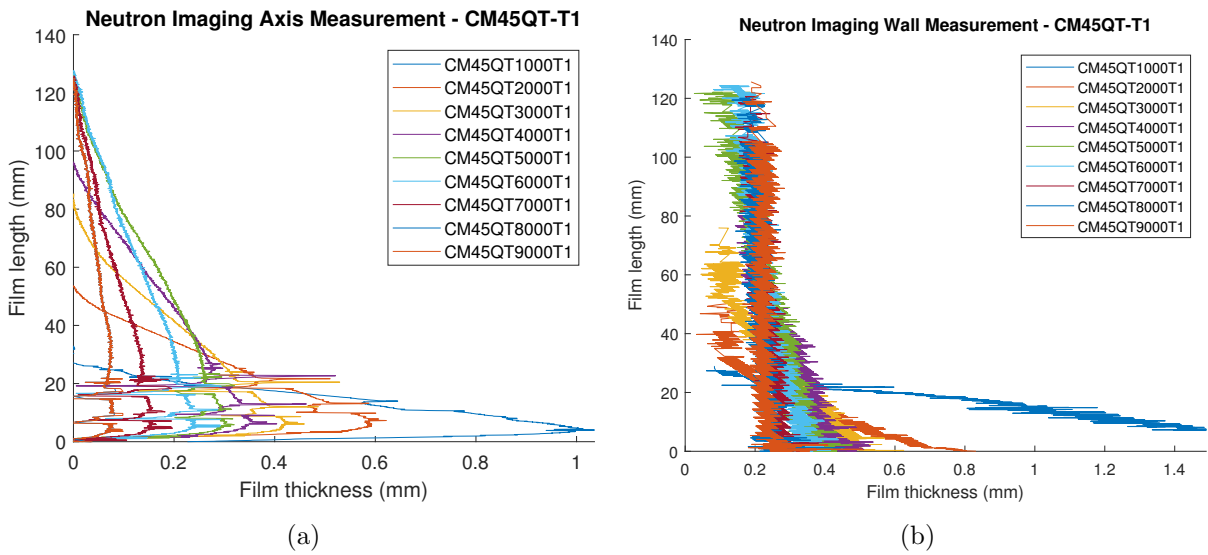 Neutron Imaging Axis Measurement - CM45QT-T1
140
120
100
80
60
40
20
0
Film length (mm)
0
0.2
0.4
0.6
0.8
1
Film thickness (mm)
CM45QT1000T1
CM45QT2000T1
CM45QT3000T1
CM45QT4000T1
CM45QT5000T1
CM45QT6000T1
CM45QT7000T1
CM45QT8000T1
CM45QT9000T1
(a)
Neutron Imaging Wall Measurement - CM45QT-T1
140
120
100
80
60
40
20
0
Film length (mm)
0
0.2
0.4
0.6
0.8
1
1.2
1.4
Film thickness (mm)
CM45QT1000T1
CM45QT2000T1
CM45QT3000T1
CM45QT4000T1
CM45QT5000T1
CM45QT6000T1
CM45QT7000T1
CM45QT8000T1
CM45QT9000T1
(b)